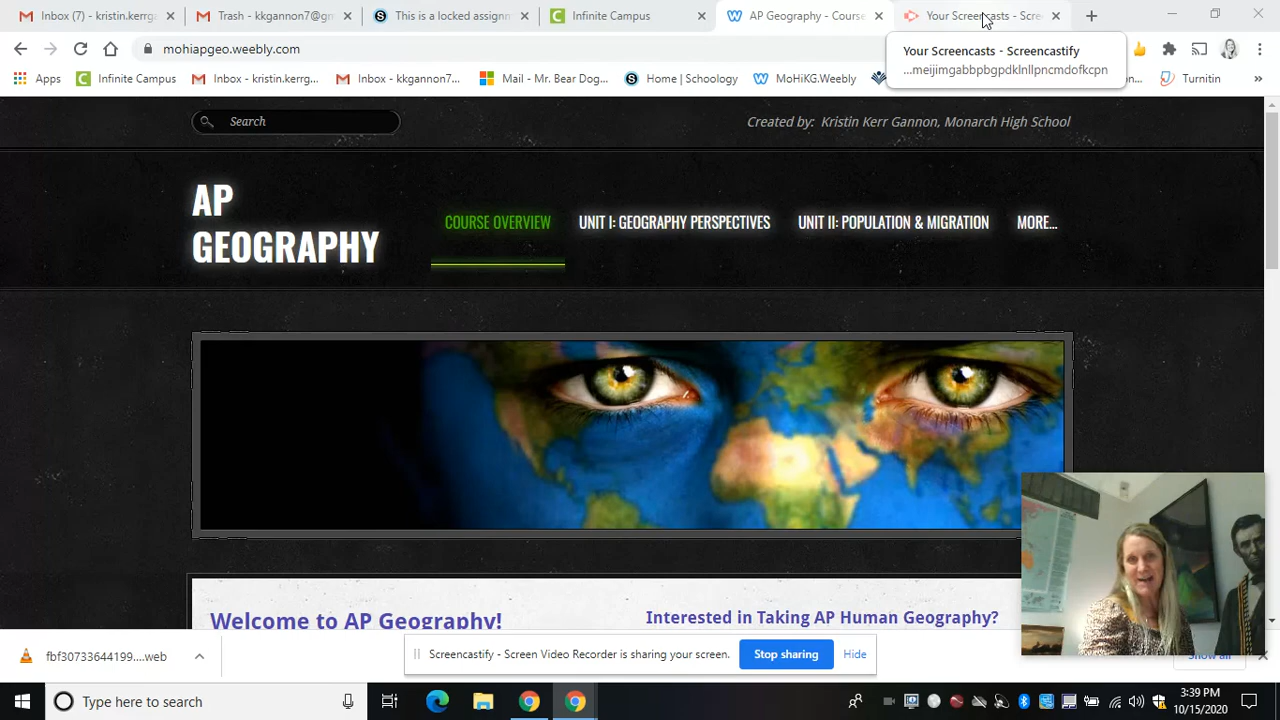 Inbox (7) - kristin.kerrga
Trash - kkgannon7@gm
This is a locked assignm
Infinite Campus
AP Geography - Course
Your Screencasts - Scre
mohiapgeo.weebly.com
Your Screencasts - Screencastify
...meijimgabbpbgpdklnllpncmdofkcpn
Apps
Infinite Campus
Inbox - kristin.kerrg...
Inbox - kkgannon7...
Mail - Mr. Bear Dog...
Home | Schoology
MoHiKG.Weebly
on...
Turnitin
»
Search
Created by: Kristin Kerr Gannon, Monarch High School
AP
GEOGRAPHY
COURSE OVERVIEW
UNIT I: GEOGRAPHY PERSPECTIVES
UNIT II: POPULATION & MIGRATION
MORE...
Welcome to AP Geography!
Interested in Taking AP Human Geography?
fbf30733644199....web
Screencastify - Screen Video Recorder is sharing your screen.
Stop sharing
Hide
Show all
Type here to search
3:39 PM
10/15/2020